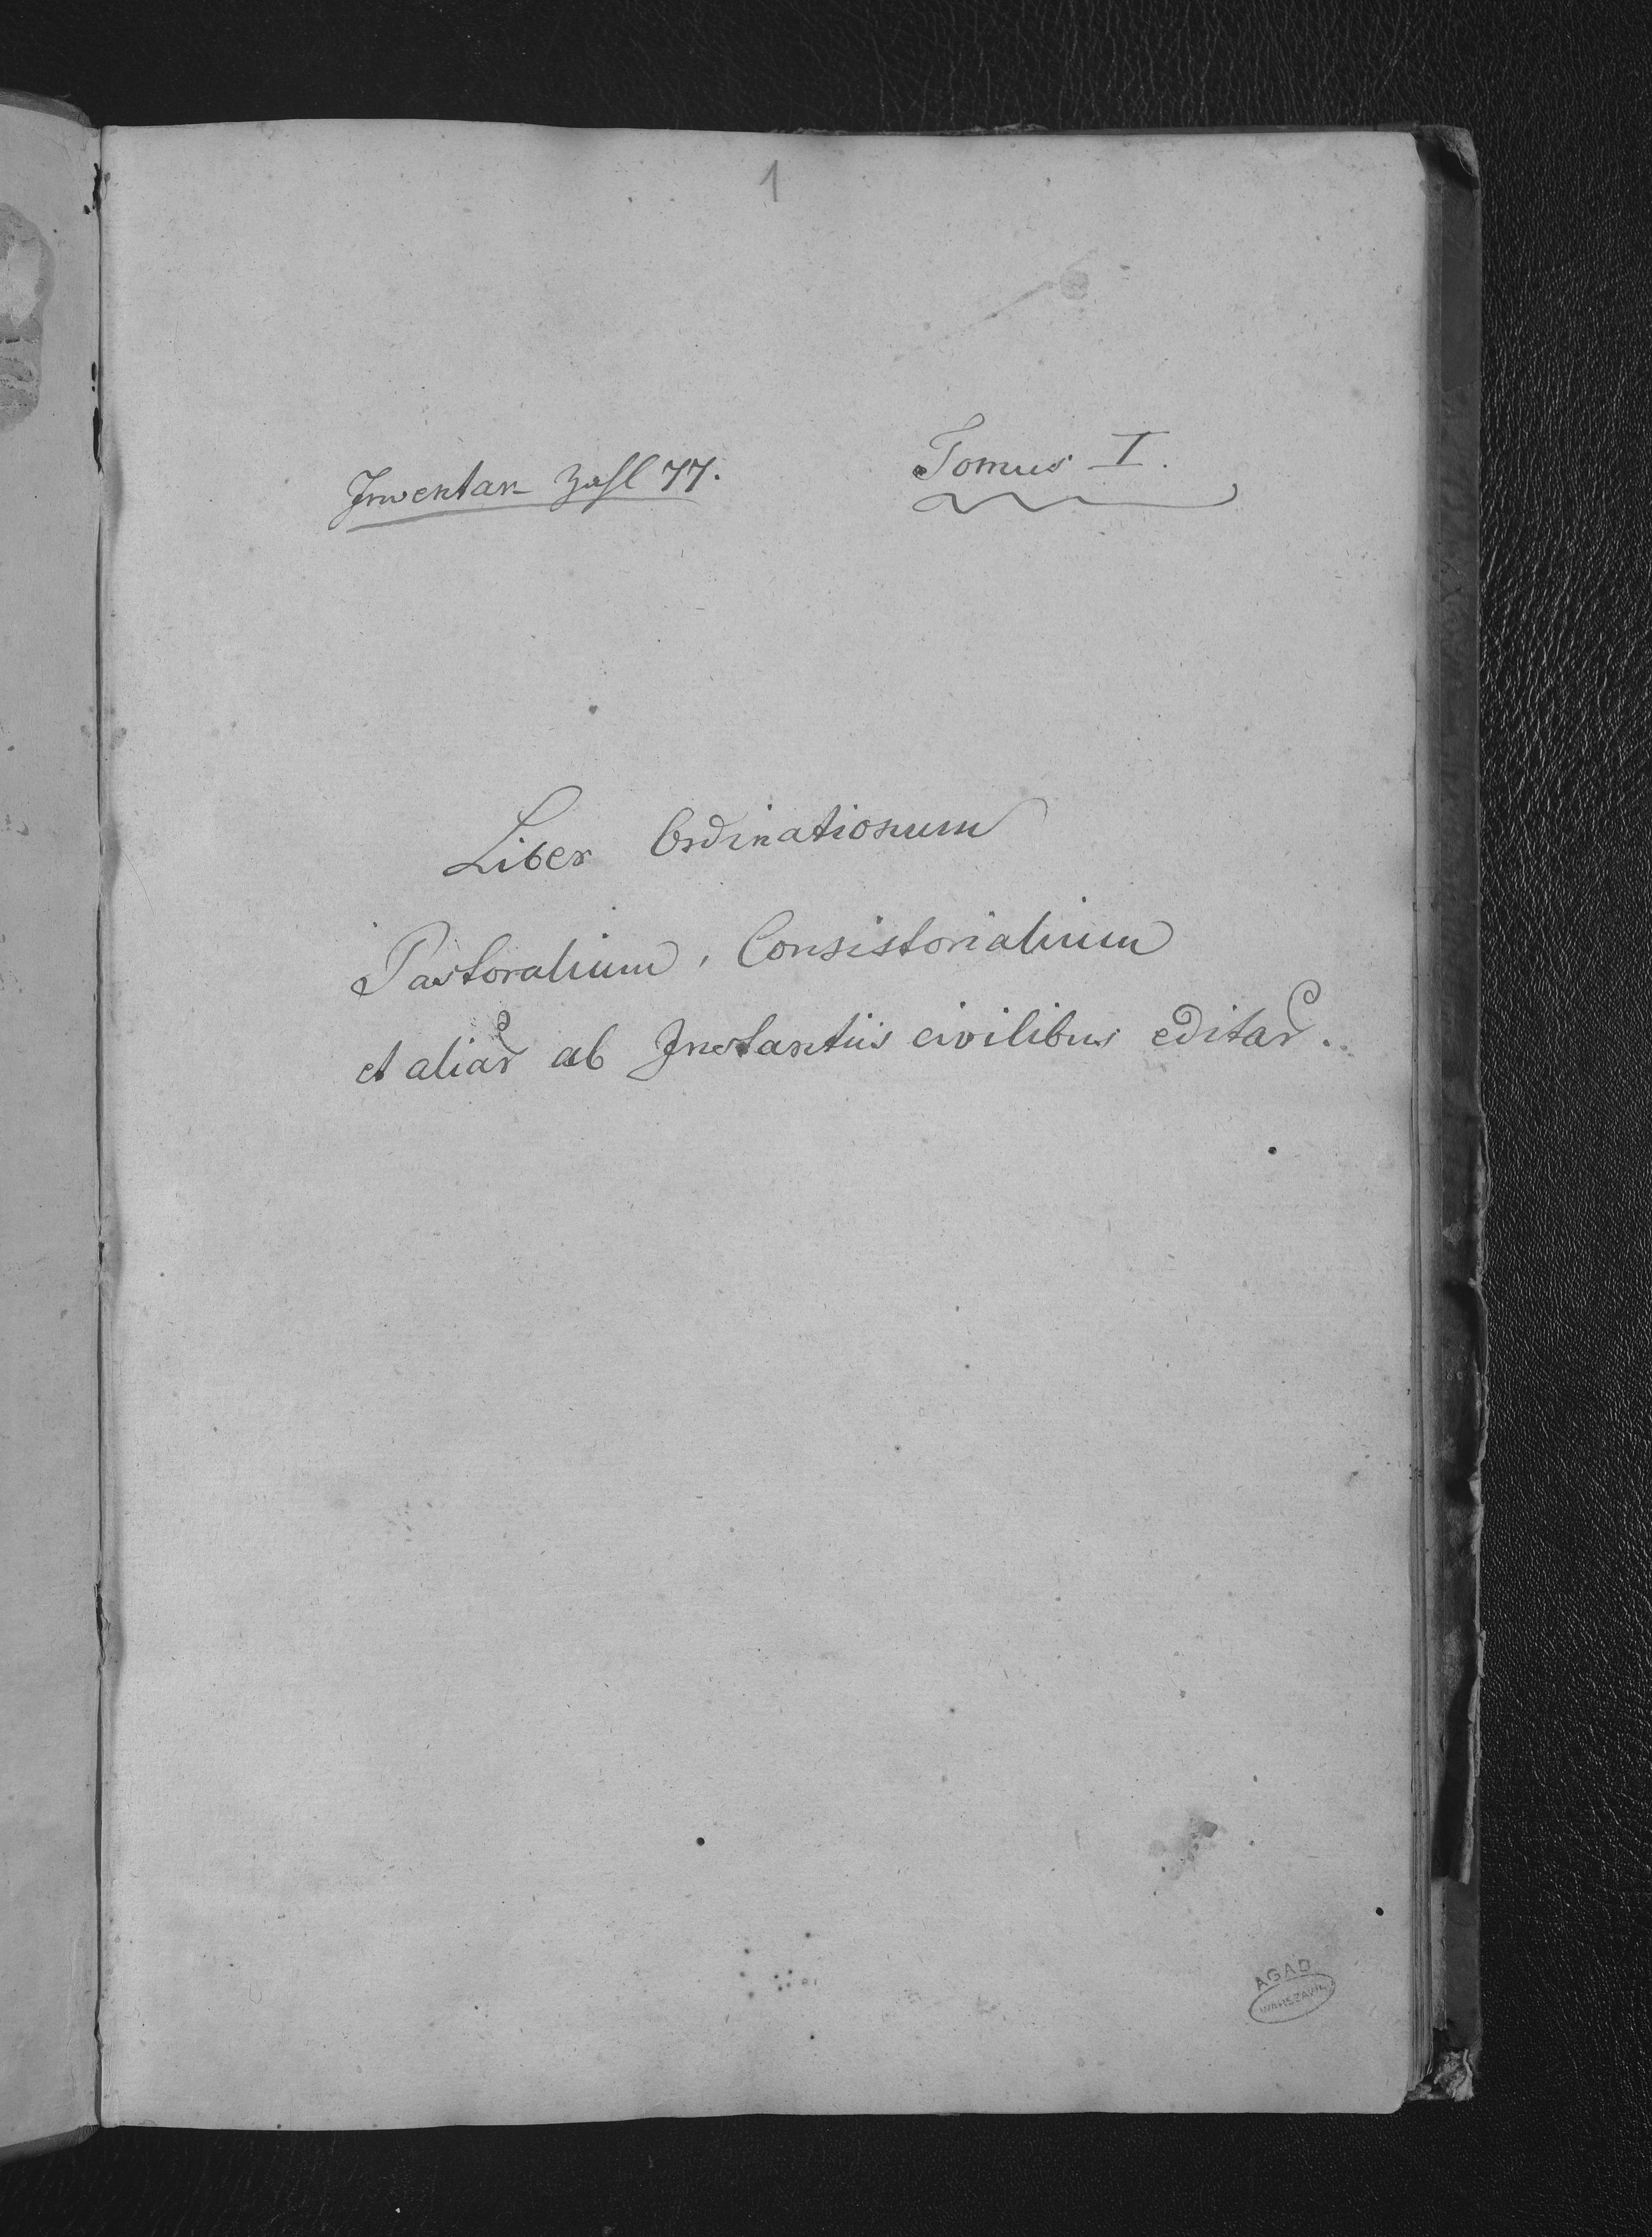 1
Inventar Zahl 77.
Tomus I.
Liber Ordinationum
Pastoralium, Consistorialium
et aliar ab Instantiis civilibus editar.
AGAD
WARSZAWA